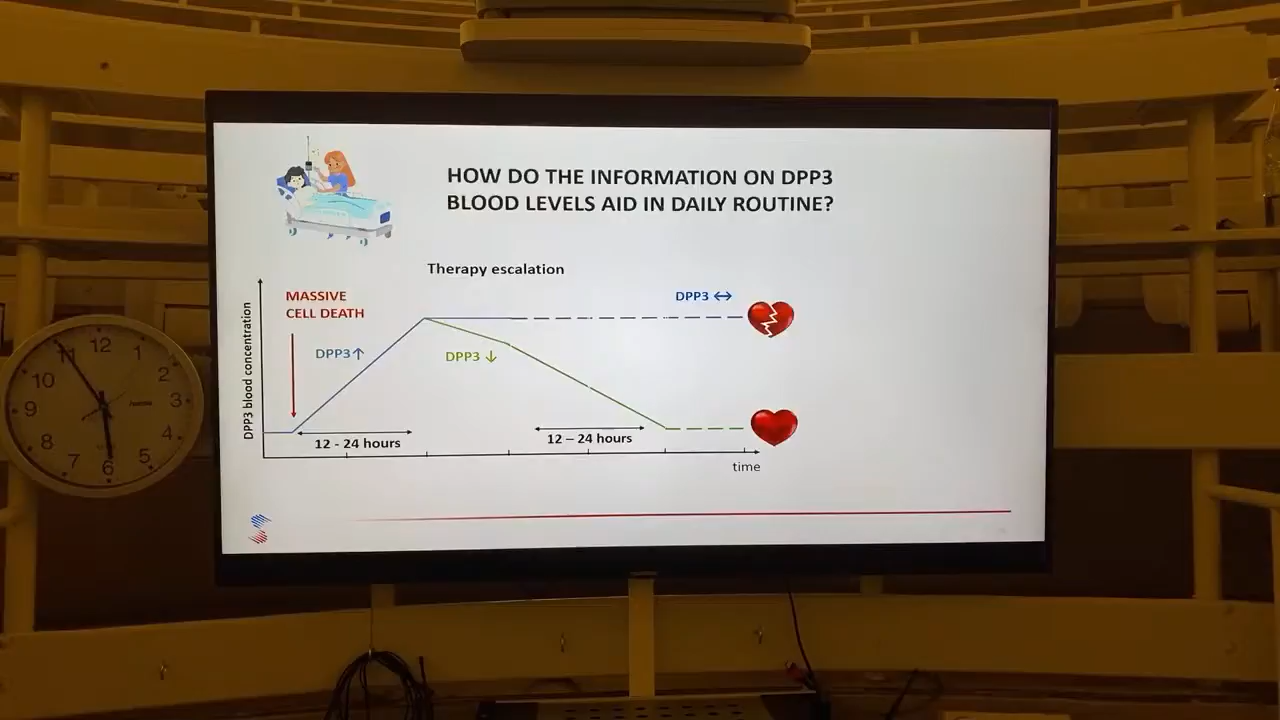 HOW DO THE INFORMATION ON DPP3
BLOOD LEVELS AID IN DAILY ROUTINE?
Therapy escalation
DPP3 blood concentration
MASSIVE
CELL DEATH
DPP3↑
DPP3 ↓
DPP3 ↔
12 - 24 hours
12 – 24 hours
time
12
1
2
3
4
5
6
7
8
9
10
11